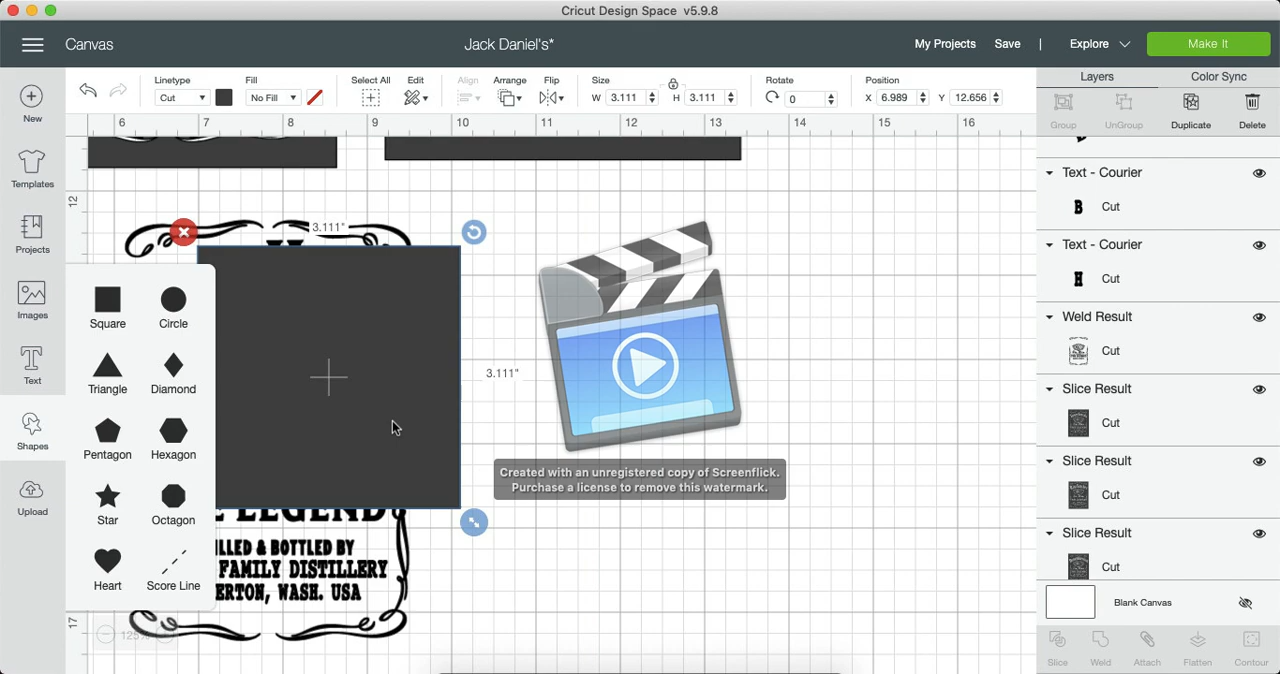 Cricut Design Space v5.9.8
Canvas
Jack Daniel's*
My Projects
Save
|
Explore
Make It
Linetype
Cut
Fill
No Fill
Select All
Edit
Align
Arrange
Flip
Size
W 3.111
H 3.111
Rotate
0
Position
X 6.989
Y 12.656
Layers
Color Sync
Group
UnGroup
Duplicate
Delete
New
Templates
Projects
Images
Text
Shapes
Upload
6 7 8 9 10 11 12 13 14 15 16
12
17
3.111"
3.111"
Square
Circle
Triangle
Diamond
Pentagon
Hexagon
Star
Octagon
Heart
Score Line
LEGEND
LLED & BOTTLED BY
FAMILY DISTILLERY
ERTON, WASH. USA
125%
Created with an unregistered copy of Screenflick.
Purchase a license to remove this watermark.
Text - Courier
B Cut
Text - Courier
H Cut
Weld Result
Cut
Slice Result
Cut
Slice Result
Cut
Slice Result
Cut
Blank Canvas
Slice
Weld
Attach
Flatten
Contour